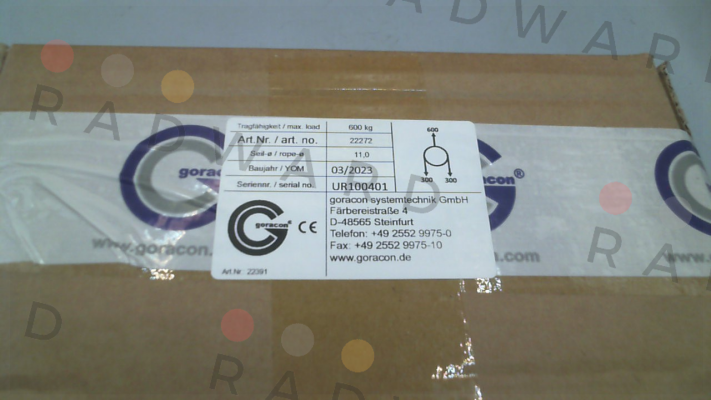 RADWARD
Tragfähigkeit / max. load 600 kg
Art.Nr. / art. no. 22272
Seil-ø / rope-ø 11,0
Baujahr / YOM 03/2023
Seriennr. / serial no. UR100401
600
300 300
goracon®
CE
goracon systemtechnik GmbH
Färbereistraße 4
D-48565 Steinfurt
Telefon: +49 2552 9975-0
Fax: +49 2552 9975-10
www.goracon.de
Art.Nr.: 22391
goracon
www.goracon.com